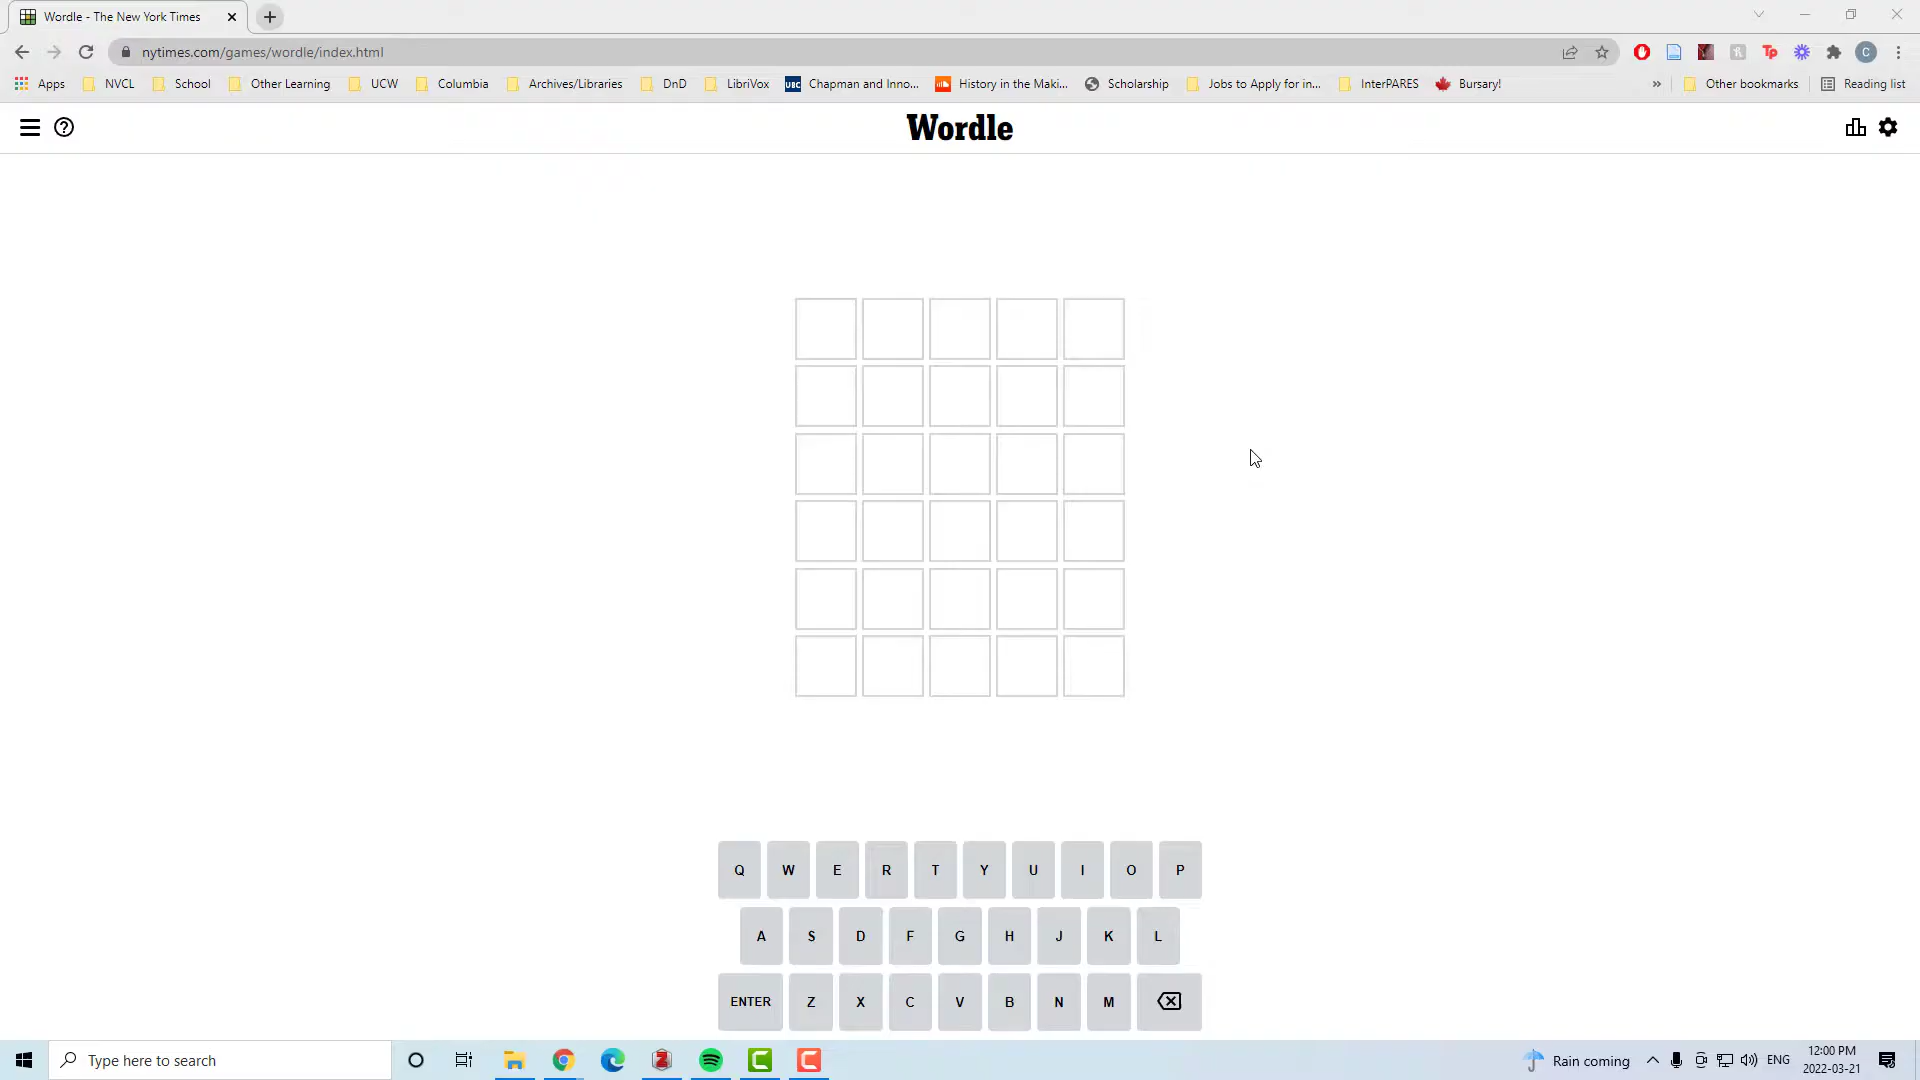 Wordle - The New York Times
nytimes.com/games/wordle/index.html
C
Apps NVCL School Other Learning UCW Columbia Archives/Libraries DnD LibriVox UBC Chapman and Inno... History in the Maki... Scholarship Jobs to Apply for in... InterPARES Bursary! » Other bookmarks Reading list
Wordle
Q W E R T Y U I O P
A S D F G H J K L
ENTER Z X C V B N M
Type here to search
Rain coming
ENG
12:00 PM
2022-03-21